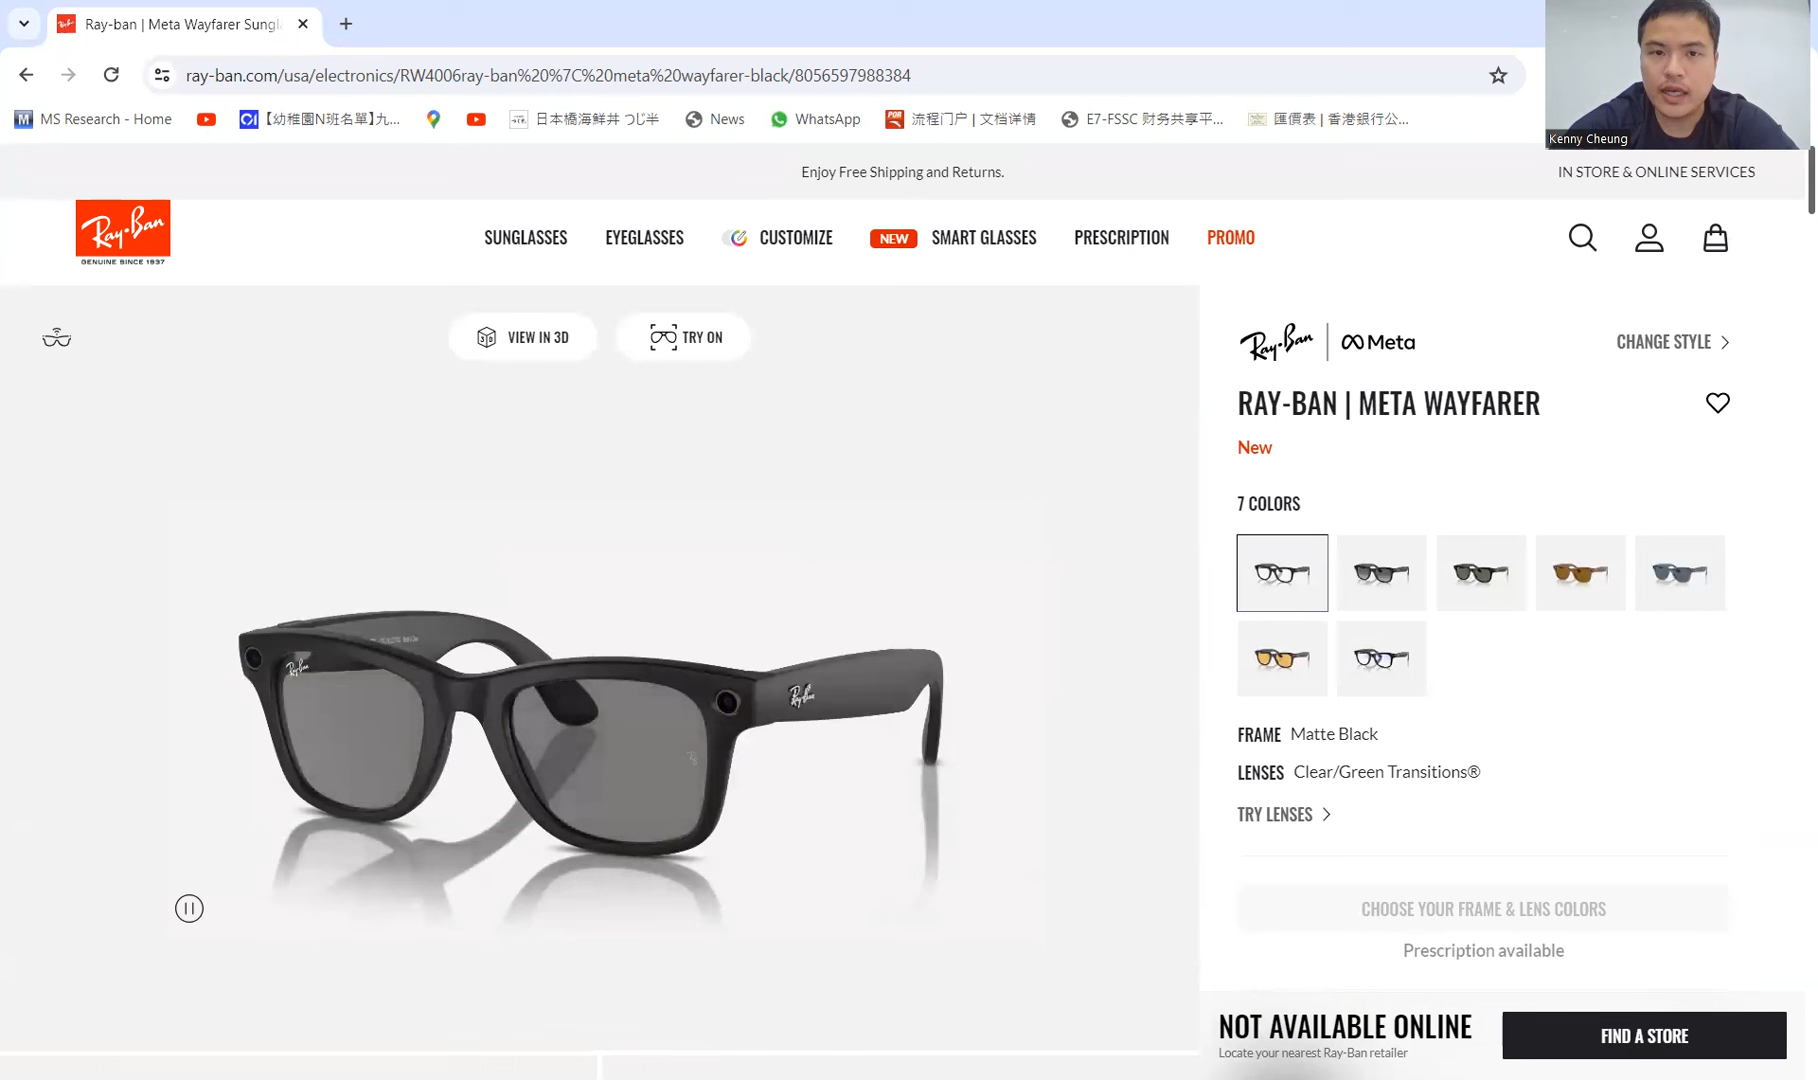 Ray-ban | Meta Wayfarer Sungl
ray-ban.com/usa/electronics/RW4006ray-ban%20%7C%20meta%20wayfarer-black/8056597988384
MS Research - Home
【幼稚園N班名單】九...
日本橋海鮮丼 つじ半
News
WhatsApp
流程门户 | 文档详情
E7-FSSC 财务共享平...
匯價表 | 香港銀行公...
Kenny Cheung
Enjoy Free Shipping and Returns.
IN STORE & ONLINE SERVICES
Ray-Ban
GENUINE SINCE 1937
SUNGLASSES
EYEGLASSES
CUSTOMIZE
NEW
SMART GLASSES
PRESCRIPTION
PROMO
3D
VIEW IN 3D
TRY ON
Ray-Ban | Meta
CHANGE STYLE
RAY-BAN | META WAYFARER
New
7 COLORS
Ray-Ban
Ray-Ban
FRAME Matte Black
LENSES Clear/Green Transitions®
TRY LENSES
CHOOSE YOUR FRAME & LENS COLORS
Prescription available
NOT AVAILABLE ONLINE
Locate your nearest Ray-Ban retailer
FIND A STORE